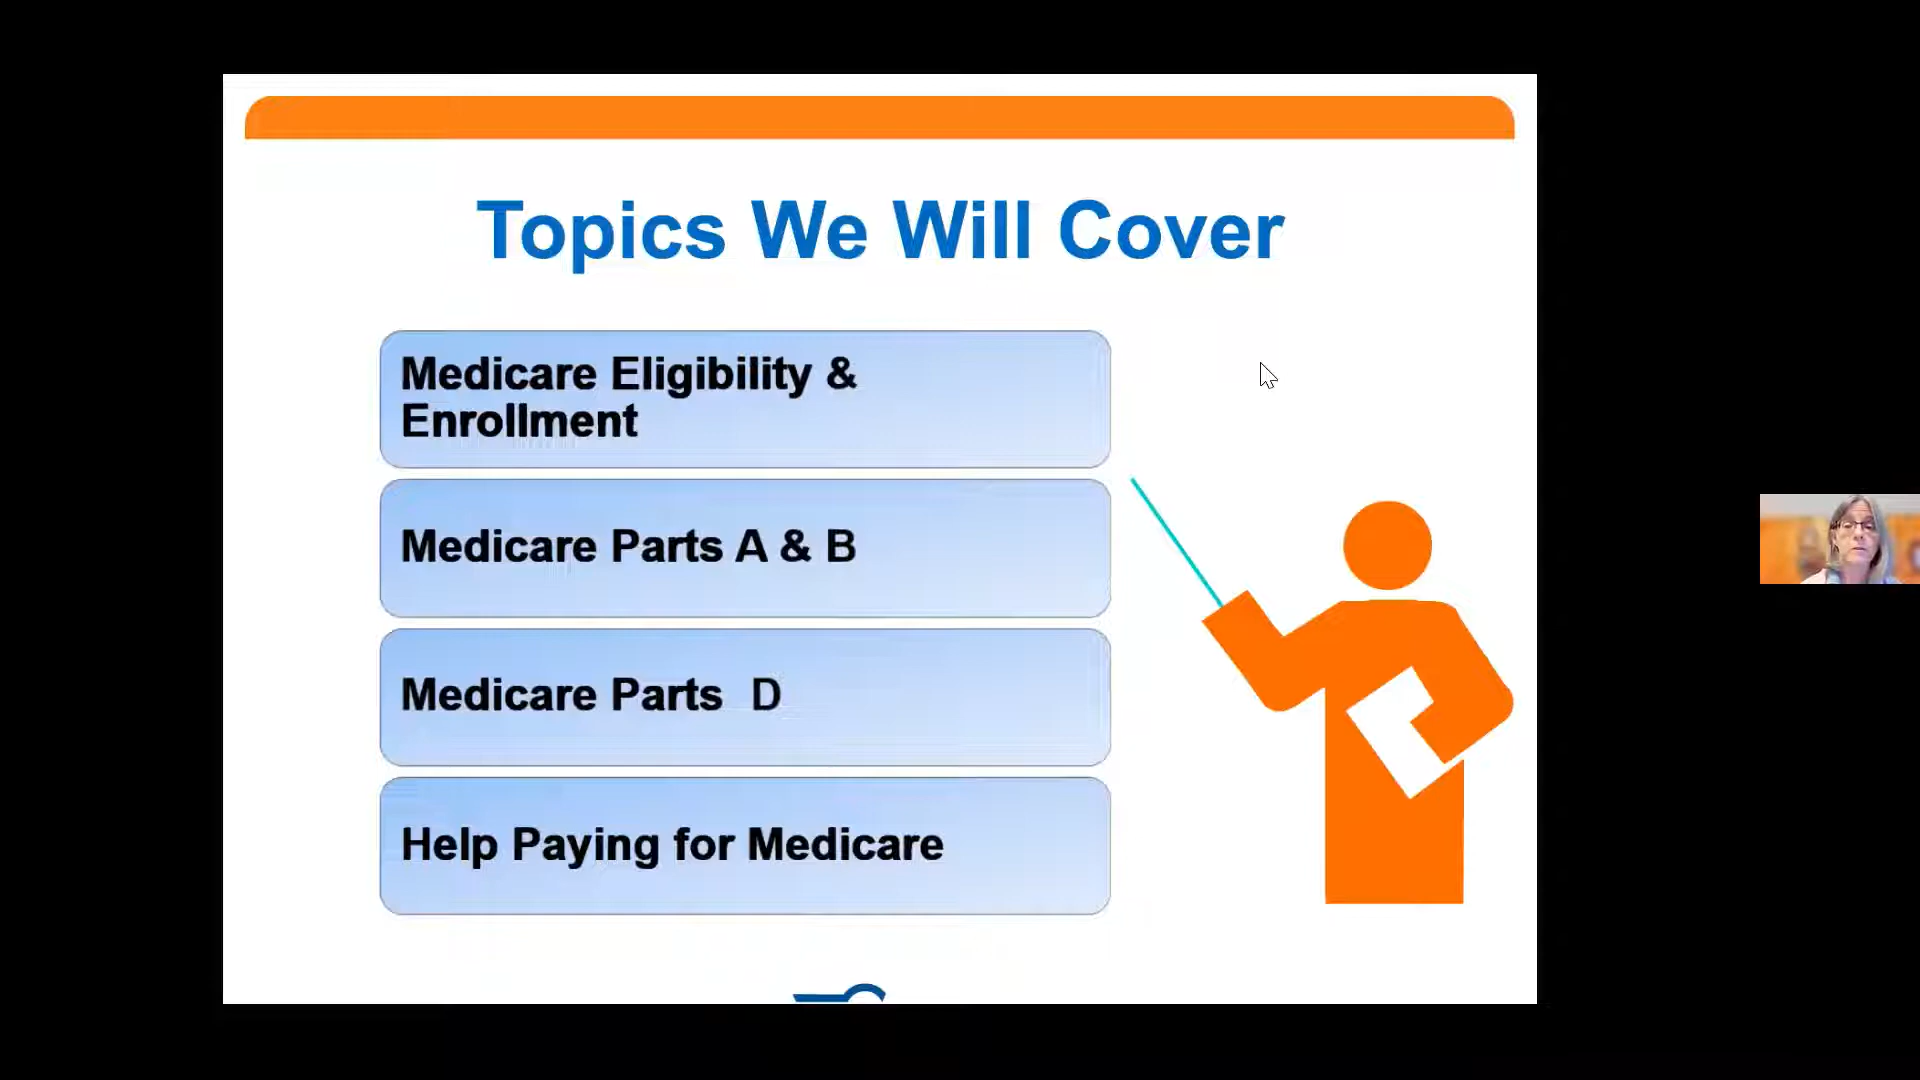 Topics We Will Cover
Medicare Eligibility &
Enrollment
Medicare Parts A & B
Medicare Parts  D
Help Paying for Medicare